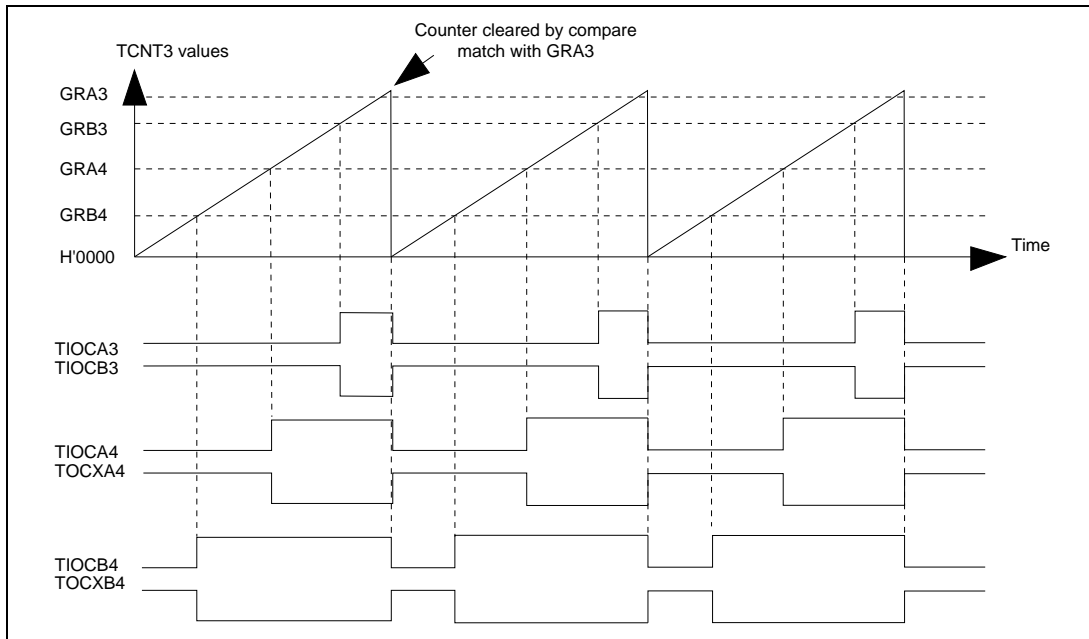 Counter cleared by compare
match with GRA3
TCNT3 values
GRA3
GRB3
GRA4
GRB4
H'0000
Time
TIOCA3
TIOCB3
TIOCA4
TOCXA4
TIOCB4
TOCXB4